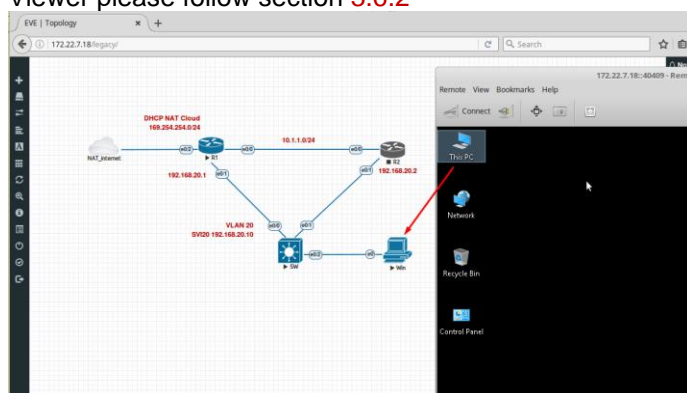 Viewer please follow section 5.6.2
EVE | Topology
172.22.7.18/legacy/
Search
172.22.7.18::40409 - Rem
Remote View Bookmarks Help
Connect
DHCP NAT Cloud
169.254.254.0/24
10.1.1.0/24
NAT_Internet
e0/2
R1
e0/0
e0/0
R2
192.168.20.1
e0/1
e0/1
192.168.20.2
VLAN 20
SVI20 192.168.20.10
e0/0
e0/1
SW
e0/2
e0
Win
This PC
Network
Recycle Bin
Control Panel